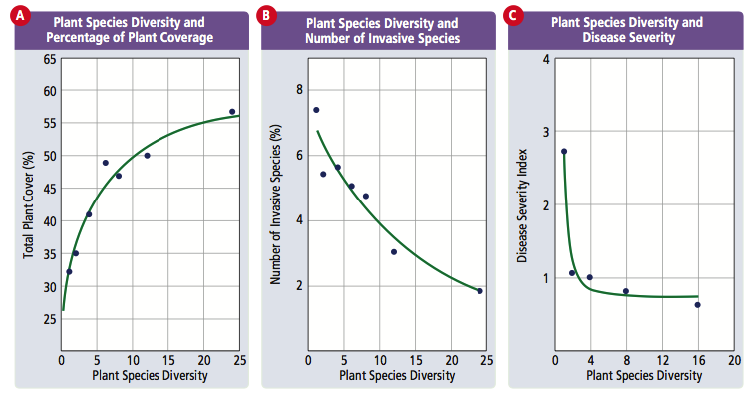 A
Plant Species Diversity and
Percentage of Plant Coverage
65
60
55
50
45
40
35
30
25
Total Plant Cover (%)
0 5 10 15 20 25
Plant Species Diversity
B
Plant Species Diversity and
Number of Invasive Species
8
6
4
2
Number of Invasive Species (%)
0 5 10 15 20 25
Plant Species Diversity
C
Plant Species Diversity and
Disease Severity
4
3
2
1
Disease Severity Index
0 4 8 12 16 20
Plant Species Diversity